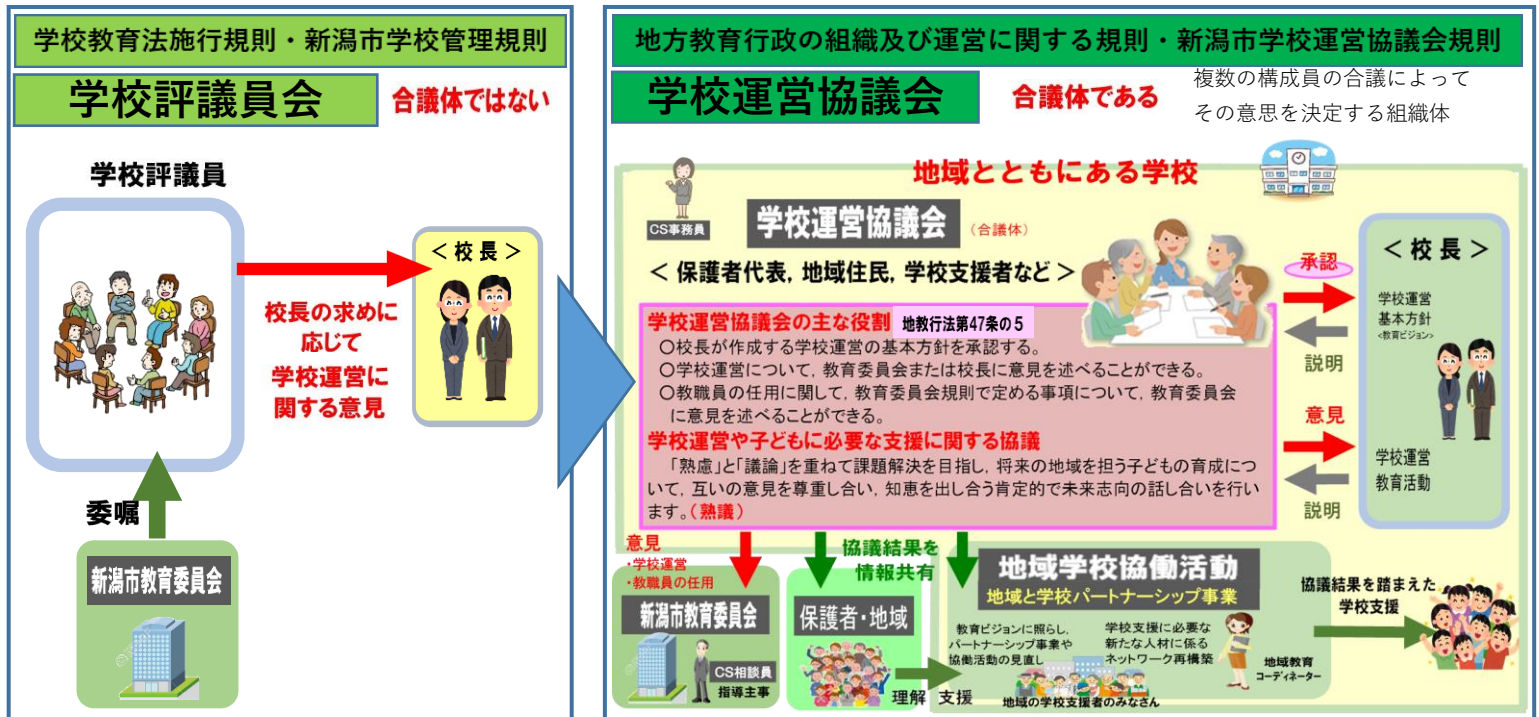 学校教育法施行規則・新潟市学校管理規則
学校評議員会
合議体ではない
学校評議員
＜校長＞
校長の求めに
応じて
学校運営に
関する意見
委嘱
新潟市教育委員会
地方教育行政の組織及び運営に関する規則・新潟市学校運営協議会規則
学校運営協議会
合議体である
複数の構成員の合議によって
その意思を決定する組織体
地域とともにある学校
CS事務員
学校運営協議会
（合議体）
＜保護者代表，地域住民，学校支援者など＞
学校運営協議会の主な役割
地教行法第47条の５
○校長が作成する学校運営の基本方針を承認する。
○学校運営について，教育委員会または校長に意見を述べることができる。
○教職員の任用に関して，教育委員会規則で定める事項について，教育委員会
に意見を述べることができる。
学校運営や子どもに必要な支援に関する協議
「熟慮」と「議論」を重ねて課題解決を目指し，将来の地域を担う子どもの育成につ
いて，互いの意見を尊重し合い，知恵を出し合う肯定的で未来志向の話し合いを行い
ます。（熟議）
承認
説明
意見
説明
＜校長＞
学校運営
基本方針
<教育ビジョン>
学校運営
教育活動
意見
・学校運営
・教職員の任用
新潟市教育委員会
CS相談員
指導主事
協議結果を
情報共有
保護者・地域
理解
支援
地域学校協働活動
地域と学校パートナーシップ事業
教育ビジョンに照らし，
パートナーシップ事業や
協働活動の見直し
学校支援に必要な
新たな人材に係る
ネットワーク再構築
地域の学校支援者のみなさん
地域教育
コーディネーター
協議結果を踏まえた
学校支援